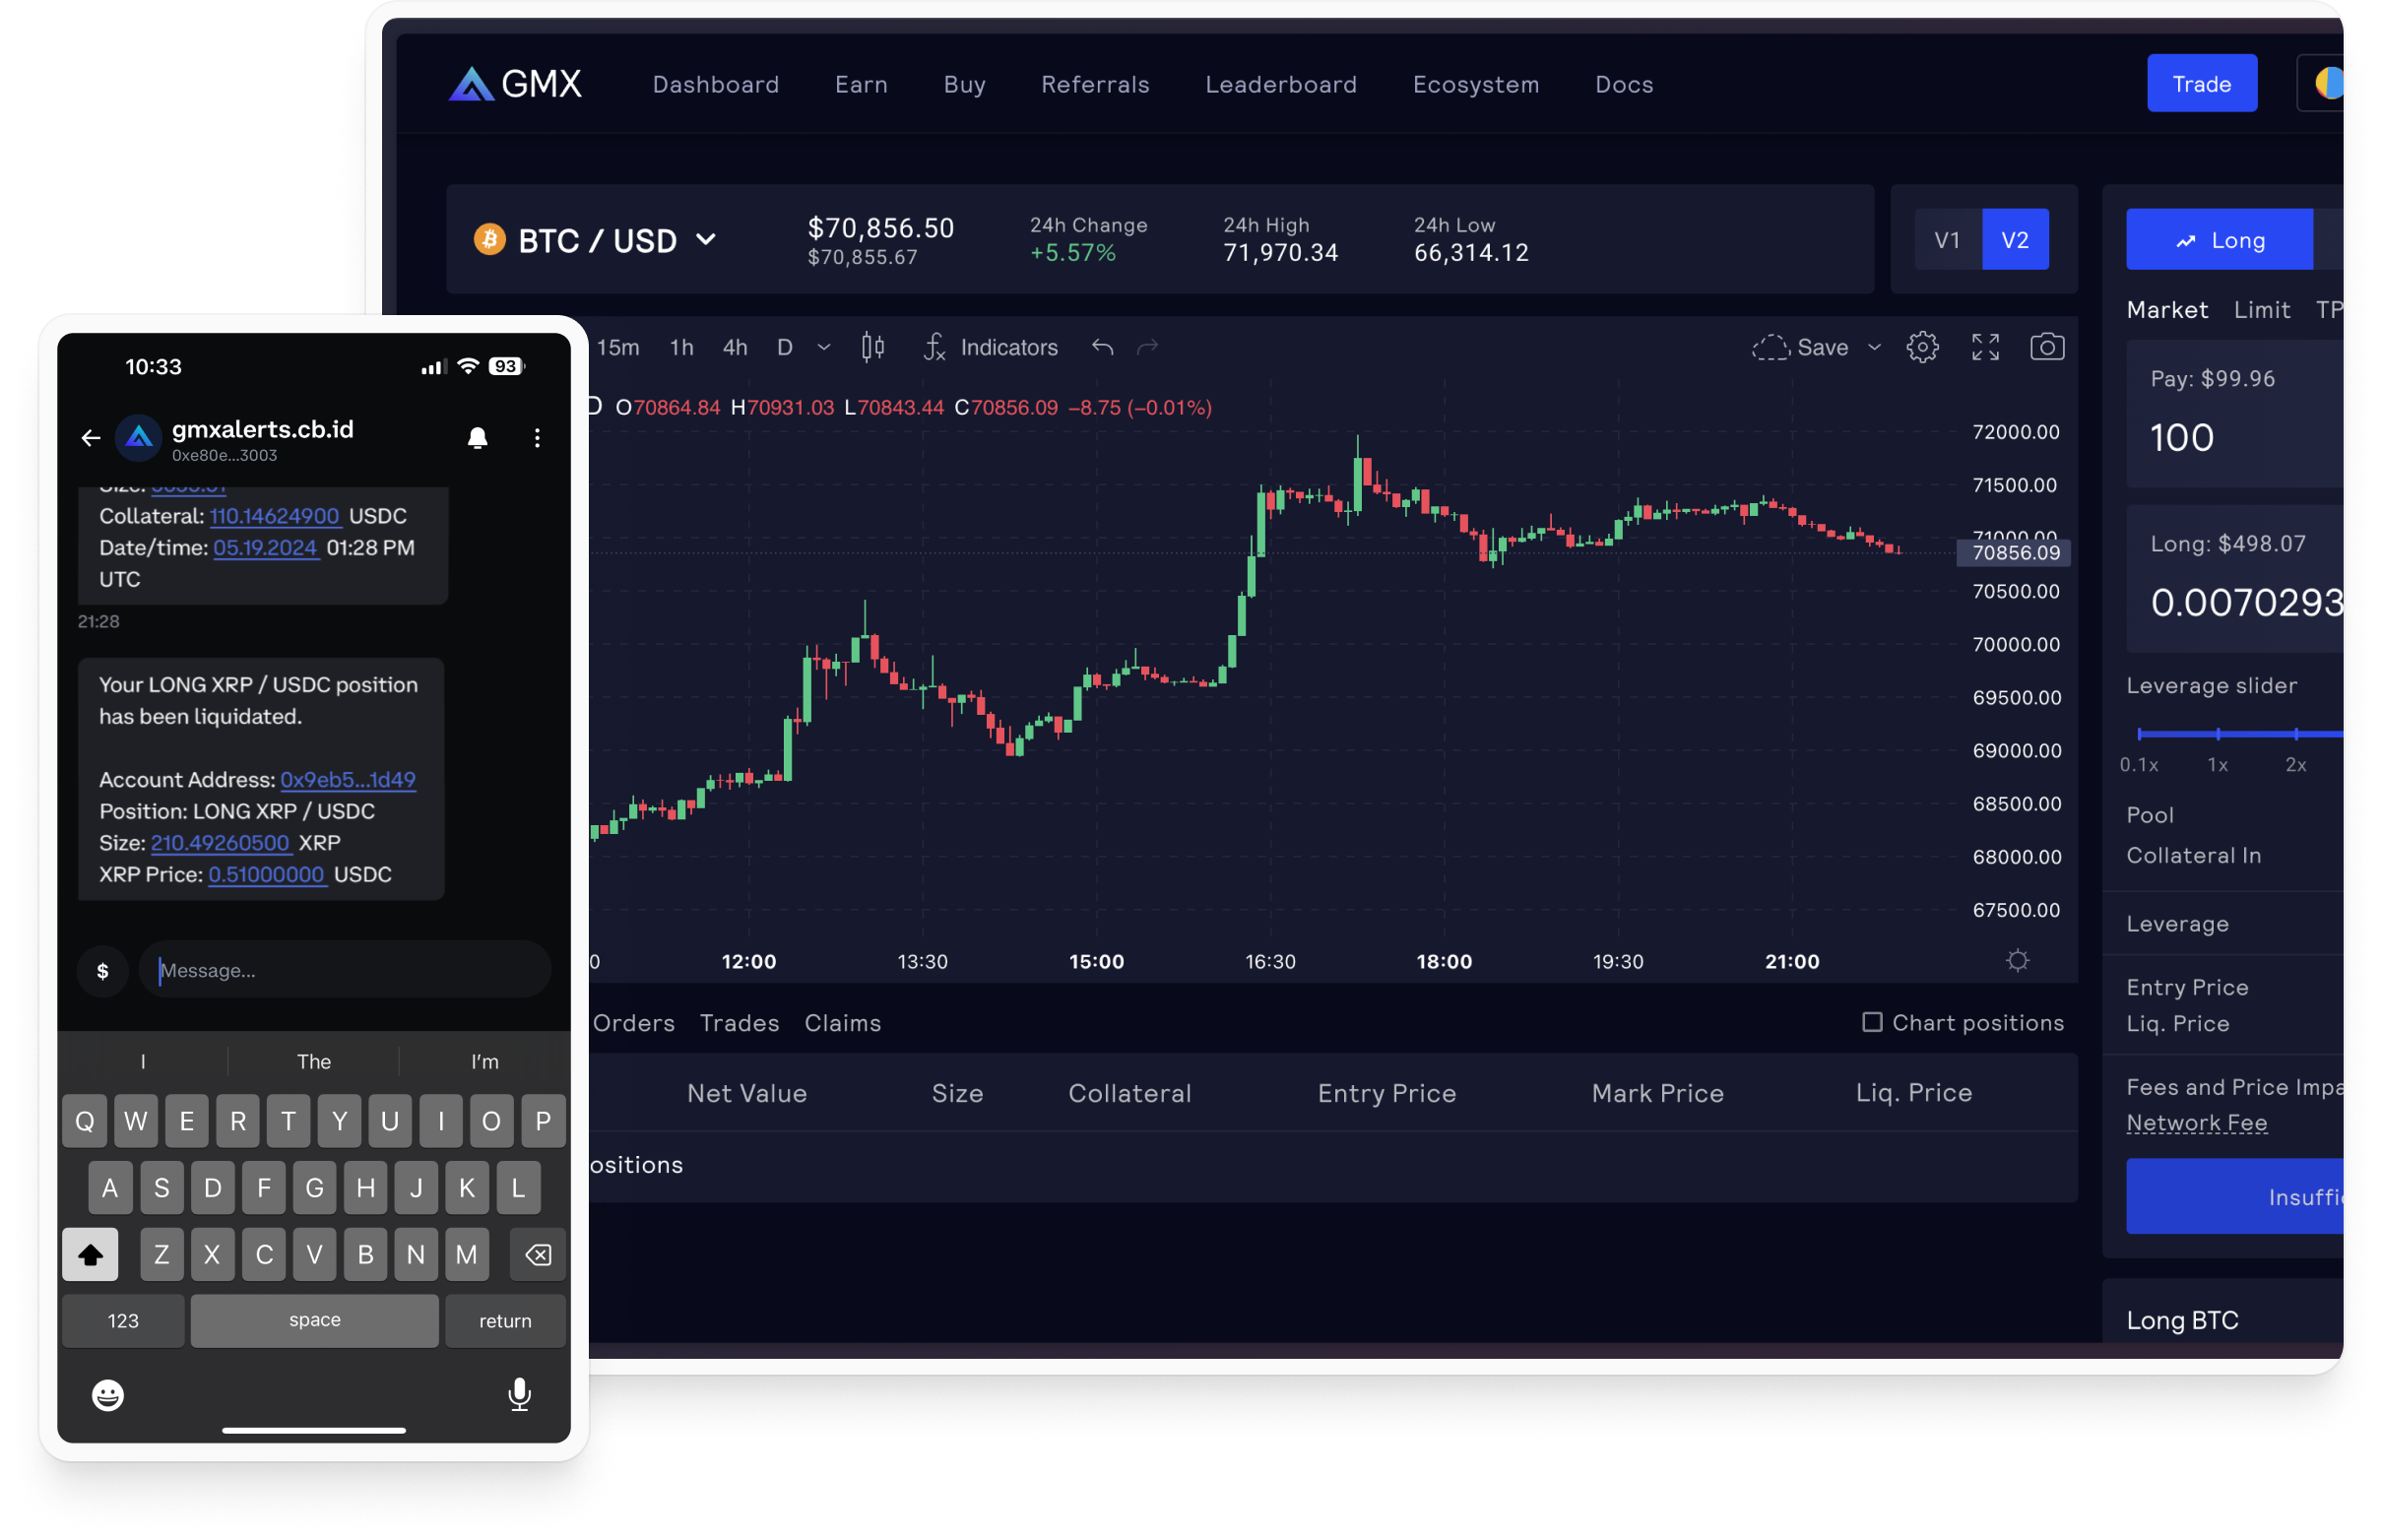 GMX
Dashboard
Earn
Buy
Referrals
Leaderboard
Ecosystem
Docs
Trade
BTC / USD
$70,856.50
$70,855.67
24h Change
+5.57%
24h High
71,970.34
24h Low
66,314.12
V1
V2
Long
Market
Limit
TP
15m
1h
4h
D
Indicators
Save
D O70864.84 H70931.03 L70843.44 C70856.09 −8.75 (−0.01%)
72000.00
71500.00
71000.00
70856.09
70500.00
70000.00
69500.00
69000.00
68500.00
68000.00
67500.00
0
12:00
13:30
15:00
16:30
18:00
19:30
21:00
Pay: $99.96
100
Long: $498.07
0.0070293
Leverage slider
0.1x
1x
2x
Pool
Collateral In
Leverage
Entry Price
Liq. Price
Fees and Price Impa
Network Fee
Insuffic
Long BTC
Orders
Trades
Claims
Chart positions
Net Value
Size
Collateral
Entry Price
Mark Price
Liq. Price
ositions
10:33
93
gmxalerts.cb.id
0xe80e...3003
Collateral: 110.14624900 USDC
Date/time: 05.19.2024 01:28 PM
UTC
21:28
Your LONG XRP / USDC position
has been liquidated.
Account Address: 0x9eb5...1d49
Position: LONG XRP / USDC
Size: 210.49260500 XRP
XRP Price: 0.51000000 USDC
$
Message...
I
The
I'm
Q W E R T Y U I O P
A S D F G H J K L
Z X C V B N M
123
space
return